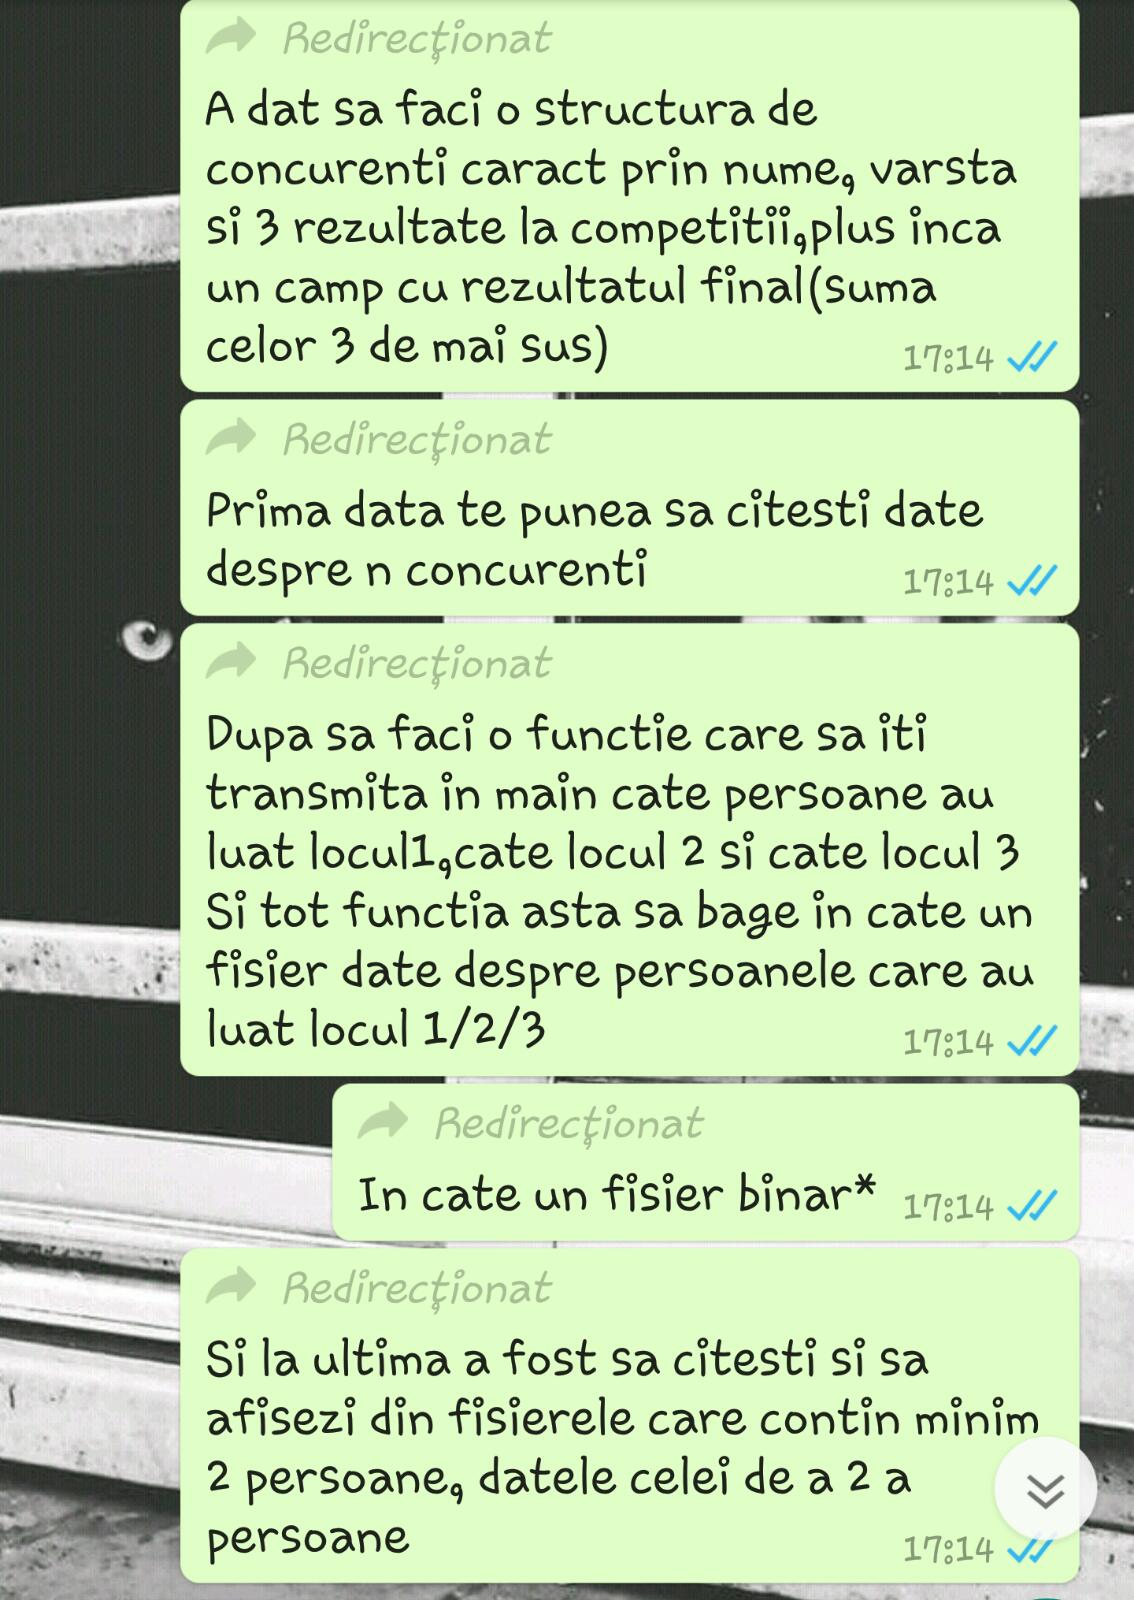 Redirecționat
A dat sa faci o structura de
concurenti caract prin nume, varsta
si 3 rezultate la competitii,plus inca
un camp cu rezultatul final(suma
celor 3 de mai sus)
17:14
Redirecționat
Prima data te punea sa citesti date
despre n concurenti
17:14
Redirecționat
Dupa sa faci o functie care sa iti
transmita in main cate persoane au
luat locul1,cate locul 2 si cate locul 3
Si tot functia asta sa bage in cate un
fisier date despre persoanele care au
luat locul 1/2/3
17:14
Redirecționat
In cate un fisier binar*
17:14
Redirecționat
Si la ultima a fost sa citesti si sa
afisezi din fisierele care contin minim
2 persoane, datele celei de a 2 a
persoane
17:14